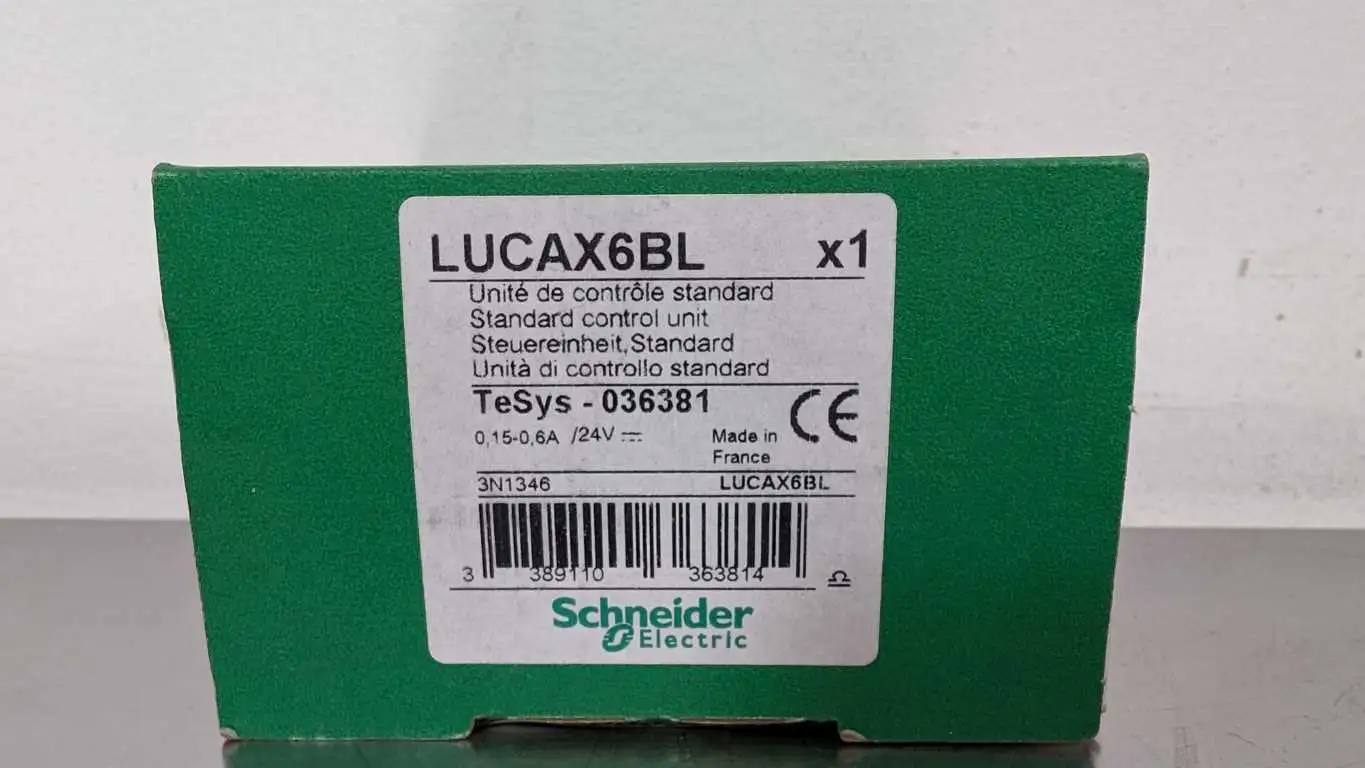 LUCAX6BL x1
Unité de contrôle standard
Standard control unit
Steuereinheit,Standard
Unità di controllo standard
TeSys - 036381
CE
0,15-0,6A /24V ⎓
Made in
France
3N1346 LUCAX6BL
3 389110 363814
Schneider
Electric